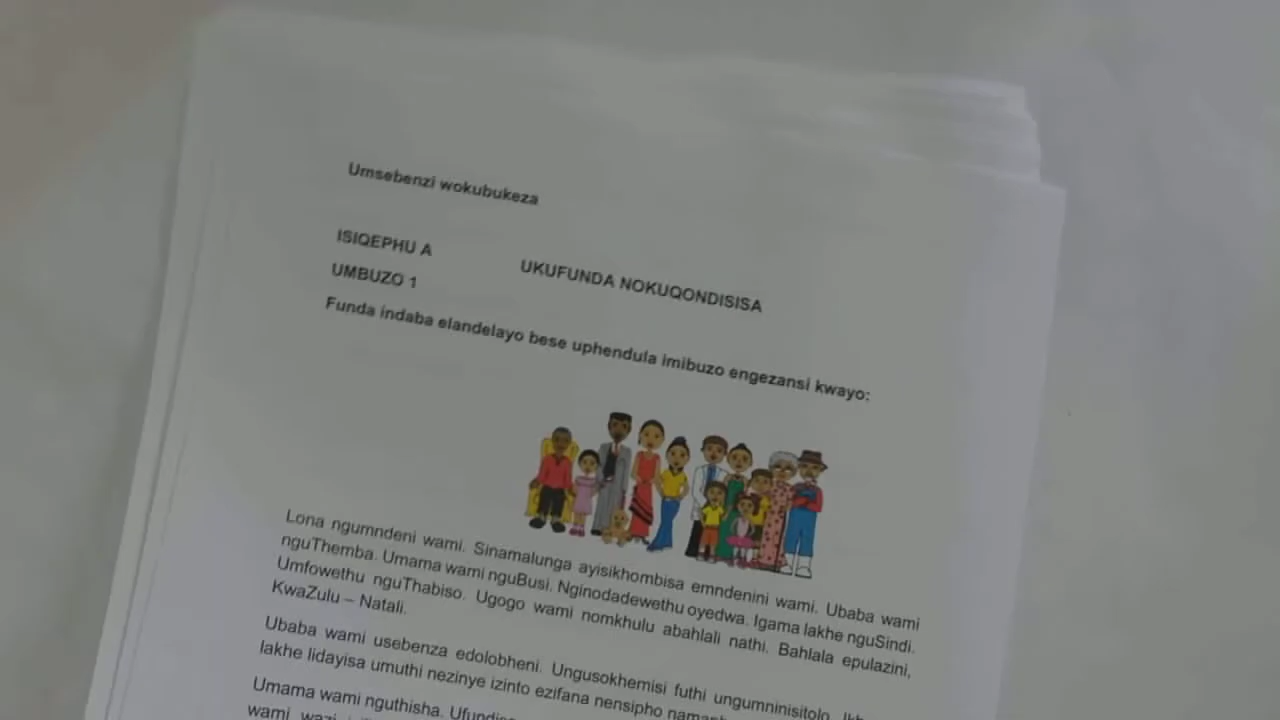 Umsebenzi wokubukeza
ISIQEPHU A
UKUFUNDA NOKUQONDISISA
UMBUZO 1
Funda indaba elandelayo bese uphendula imibuzo engezansi kwayo:
Lona ngumndeni wami. Sinamalunga ayisikhombisa emndenini wami. Ubaba wami
nguThemba. Umama wami nguBusi. Nginodadewethu oyedwa. Igama lakhe nguSindi.
Umfowethu nguThabiso. Ugogo wami nomkhulu abahlali nathi. Bahlala epulazini,
KwaZulu – Natali.
Ubaba wami usebenza edolobheni. Ungusokhemisi futhi ungumninisitolo.
lakhe lidayisa umuthi nezinye izinto ezifana nensipho
Umama wami nguthisha.
wami